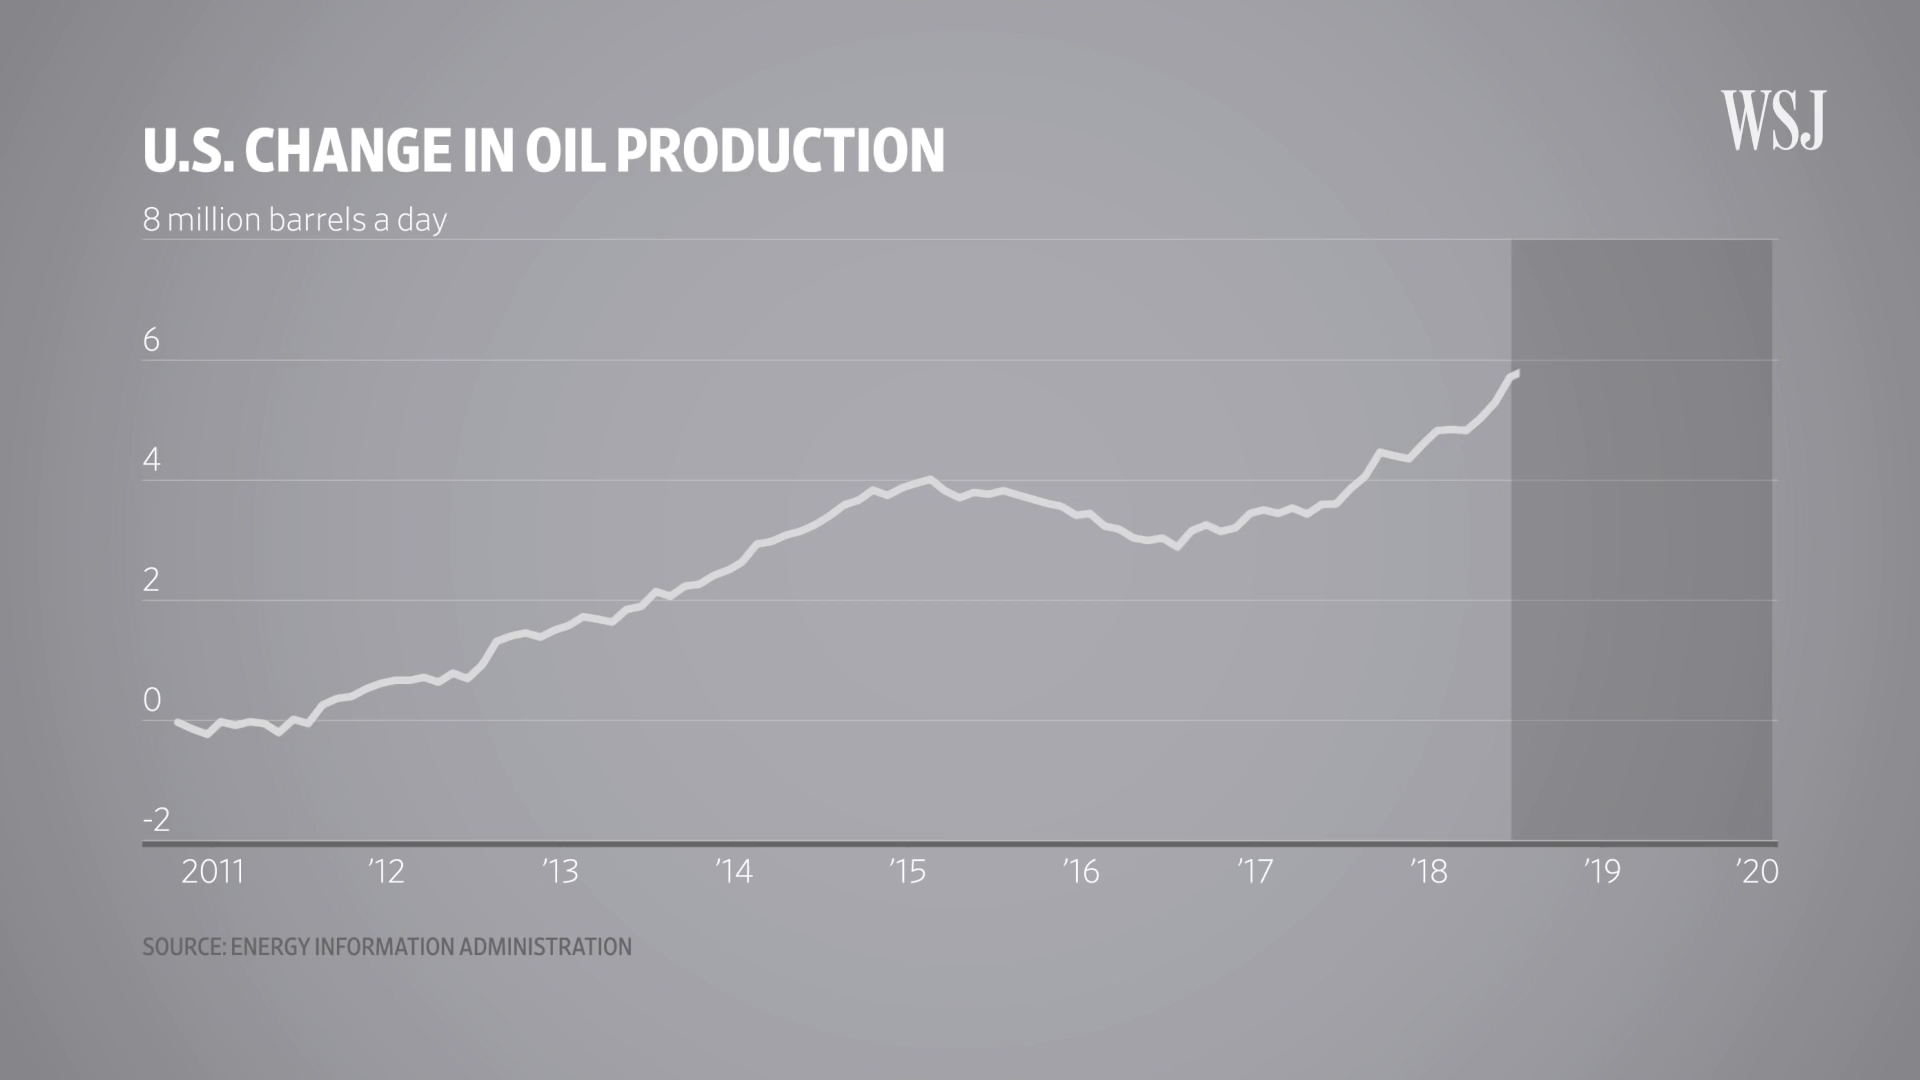 WSJ
U.S. CHANGE IN OIL PRODUCTION
8 million barrels a day
6
4
2
0
-2
2011 ’12 ’13 ’14 ’15 ’16 ’17 ’18 ’19 ’20
SOURCE: ENERGY INFORMATION ADMINISTRATION